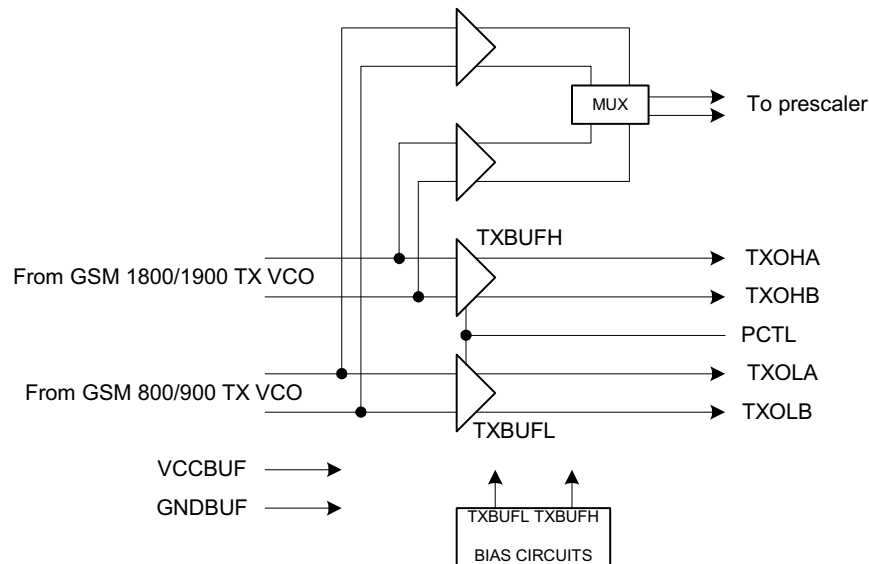 MUX
To prescaler
TXBUFH
From GSM 1800/1900 TX VCO
TXOHA
TXOHB
PCTL
From GSM 800/900 TX VCO
TXOLA
TXOLB
TXBUFL
VCCBUF
GNDBUF
TXBUFL TXBUFH
BIAS CIRCUITS